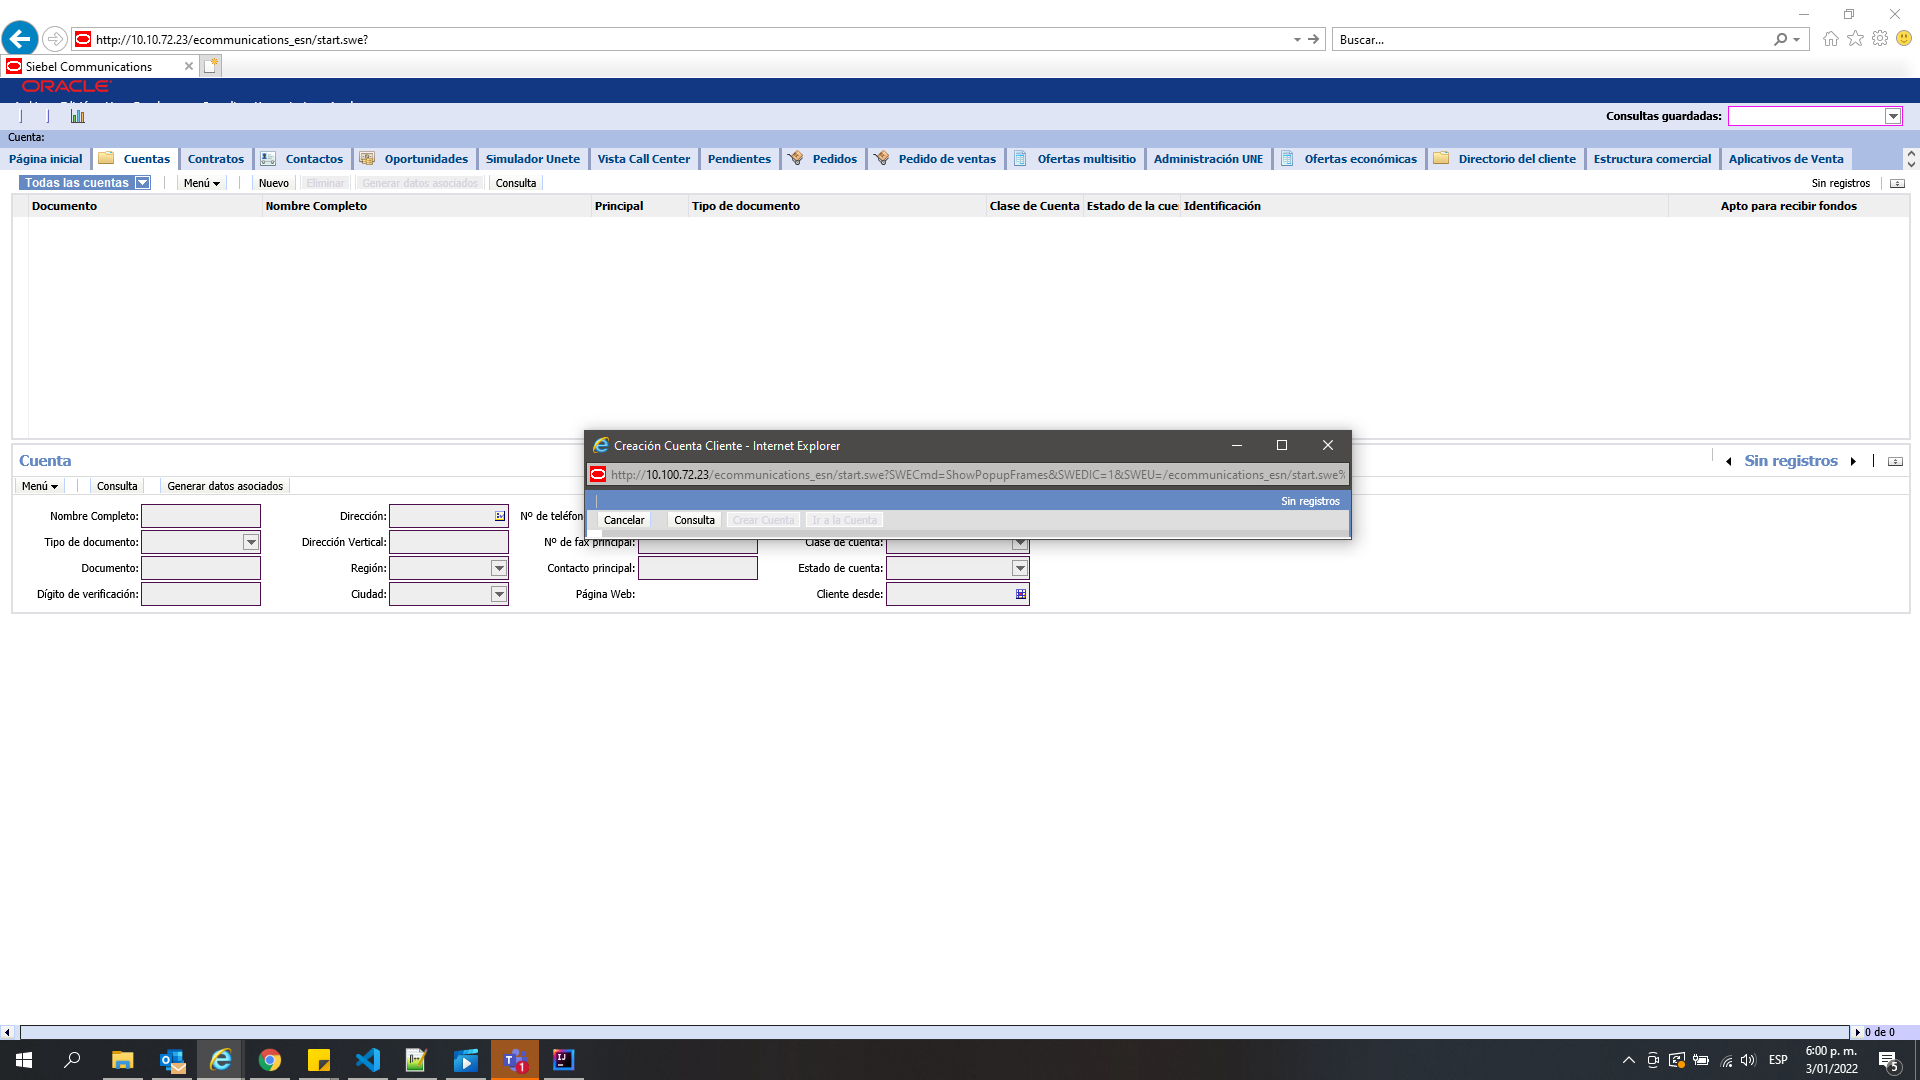 http://10.10.72.23/ecommunications_esn/start.swe?
Buscar...
Siebel Communications
ORACLE
Consultas guardadas:
Cuenta:
Página inicial Cuentas Contratos Contactos Oportunidades Simulador Unete Vista Call Center Pendientes Pedidos Pedido de ventas Ofertas multisitio Administración UNE Ofertas económicas Directorio del cliente Estructura comercial Aplicativos de Venta
Todas las cuentas Menú Nuevo Eliminar Generar datos asociados Consulta Sin registros
Documento Nombre Completo Principal Tipo de documento Clase de Cuenta Estado de la cue Identificación Apto para recibir fondos
Creación Cuenta Cliente - Internet Explorer
http://10.100.72.23/ecommunications_esn/start.swe?SWECmd=ShowPopupFrames&SWEDIC=1&SWEU=/ecommunications_esn/start.swe%
Sin registros
Cancelar Consulta Crear Cuenta Ir a la Cuenta
Cuenta Sin registros
Menú Consulta Generar datos asociados
Nombre Completo: Dirección: Nº de teléfon
Tipo de documento: Dirección Vertical: Nº de fax principal: Clase de cuenta:
Documento: Región: Contacto principal: Estado de cuenta:
Dígito de verificación: Ciudad: Página Web: Cliente desde:
0 de 0
ESP
6:00 p. m.
3/01/2022
1
5